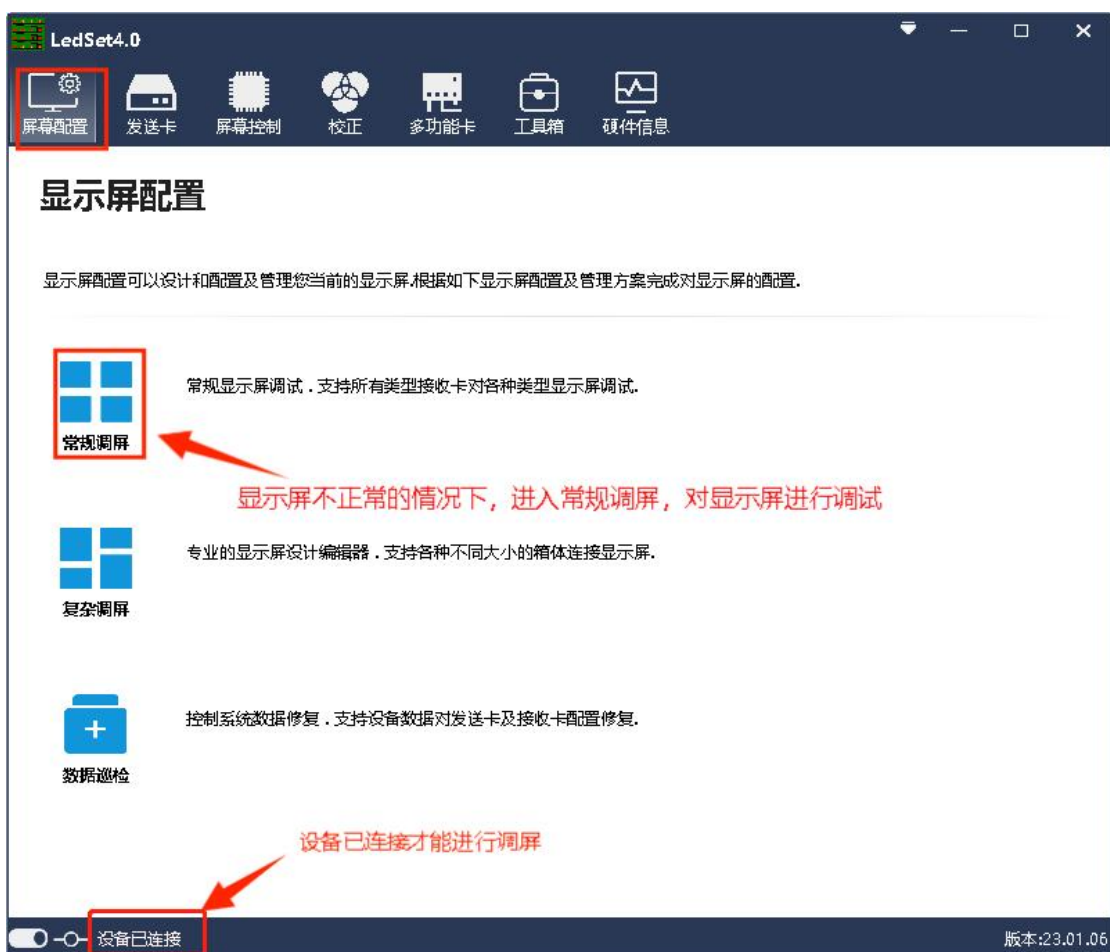 LedSet4.0
屏幕配置
发送卡
屏幕控制
校正
多功能卡
工具箱
硬件信息
显示屏配置
显示屏配置可以设计和配置及管理您当前的显示屏.根据如下显示屏配置及管理方案完成对显示屏的配置.
常规显示屏调试．支持所有类型接收卡对各种类型显示屏调试.
常规调屏
显示屏不正常的情况下，进入常规调屏，对显示屏进行调试
专业的显示屏设计编辑器．支持各种不同大小的箱体连接显示屏.
复杂调屏
控制系统数据修复．支持设备数据对发送卡及接收卡配置修复.
数据巡检
设备已连接才能进行调屏
设备已连接
版本:23.01.06